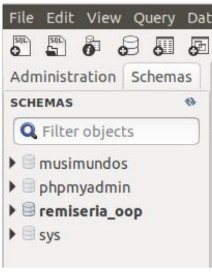 File Edit View Query Dat
SQL SQL
Administration Schemas
SCHEMAS
Filter objects
musimundos
phpmyadmin
remiseria_oop
sys